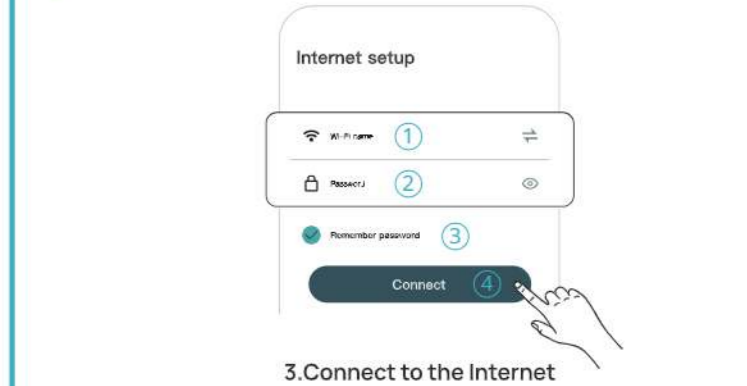 Internet setup
Wi-Fi name 1
Password 2
Remember password 3
Connect 4
3.Connect to the Internet